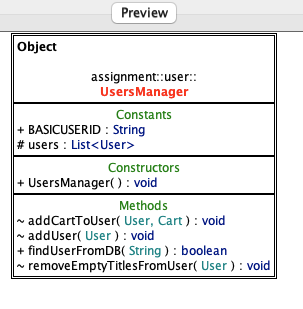 Preview
Object
assignment::user::
UsersManager
Constants
+ BASICUSERID : String
# users : List<User>
Constructors
+ UsersManager( ) : void
Methods
~ addCartToUser( User, Cart ) : void
~ addUser( User ) : void
+ findUserFromDB( String ) : boolean
~ removeEmptyTitlesFromUser( User ) : void